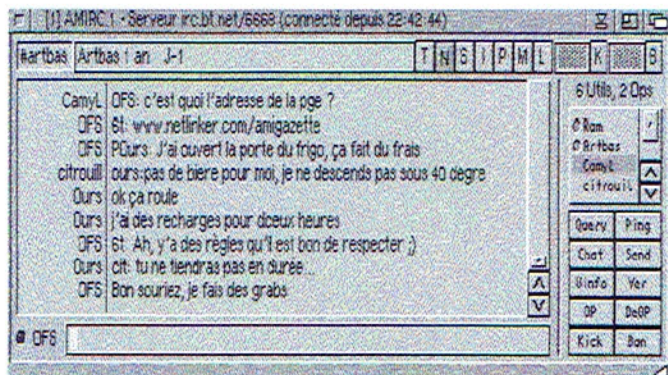 [1] AMIRC.1 - Serveur irc.bt.net/6668 (connecté depuis 22:42:44)
#artbas Artbas 1 an J-1 T N S I P M L K B
6 Utils, 2 Ops
CamyL OFS: c'est quoi l'adresse de la pge ?
OFS 6t: www.netlinker.com/amigazette
OFS POurs: J'ai ouvert la porte du frigo, ça fait du frais
citrouill ours:pas de biere pour moi, je ne descends pas sous 40 degre
Ours ok ça roule
Ours j'ai des recharges pour doeux heures
OFS 6t: Ah, y'a des règles qu'il est bon de respecter ;)
Ours cit: tu ne tiendras pas en durée...
OFS Bon souriez, je fais des grabs
@ Ram
@ Artbas
Camyl
citrouil
Query Ping
Chat Send
UInfo Ver
OP DeOP
Kick Ban
@ OFS